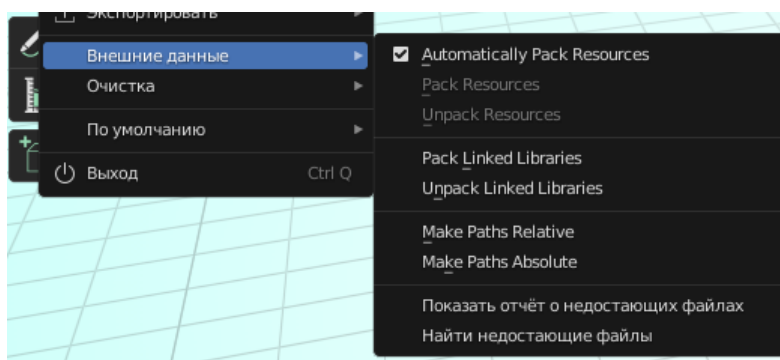 Экспортировать
Внешние данные
Очистка
По умолчанию
Выход Ctrl Q
Automatically Pack Resources
Pack Resources
Unpack Resources
Pack Linked Libraries
Unpack Linked Libraries
Make Paths Relative
Make Paths Absolute
Показать отчёт о недостающих файлах
Найти недостающие файлы